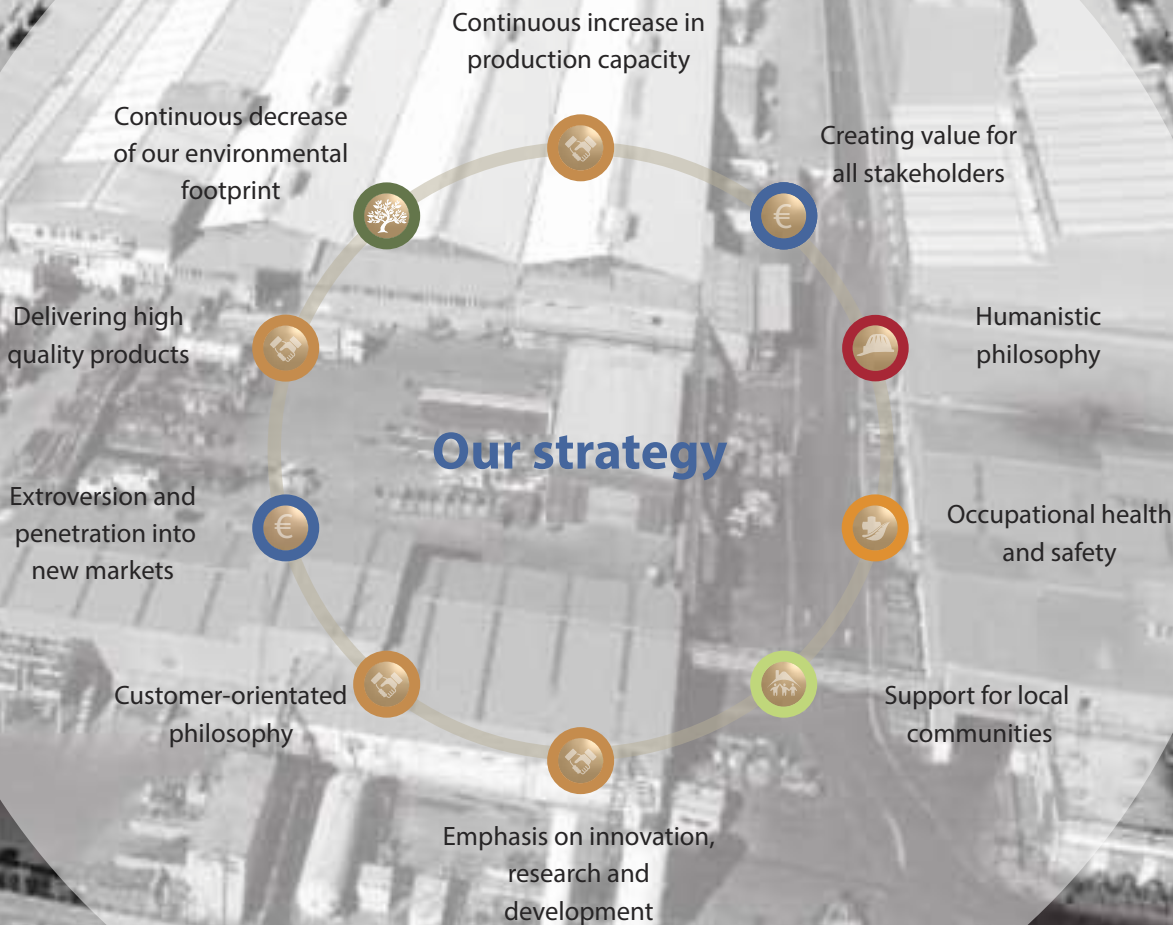 Continuous increase in
production capacity
Creating value for
all stakeholders
€
Humanistic
philosophy
Occupational health
and safety
Support for local
communities
Emphasis on innovation,
research and
development
Customer-orientated
philosophy
Extroversion and
penetration into
new markets
€
Delivering high
quality products
Continuous decrease
of our environmental
footprint
Our strategy